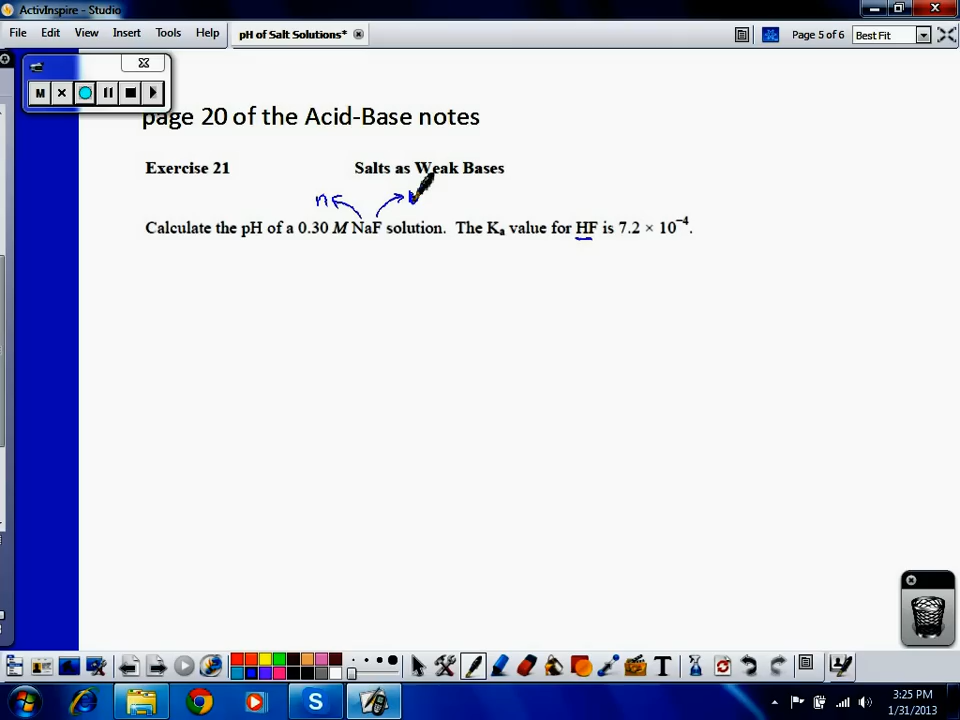 ActivInspire - Studio
File Edit View Insert Tools Help pH of Salt Solutions* Page 5 of 6 Best Fit
M
page 20 of the Acid-Base notes
Exercise 21 Salts as Weak Bases
n
Calculate the pH of a 0.30 M NaF solution. The Kₐ value for HF is 7.2 × 10⁻⁴.
T
S
3:25 PM
1/31/2013